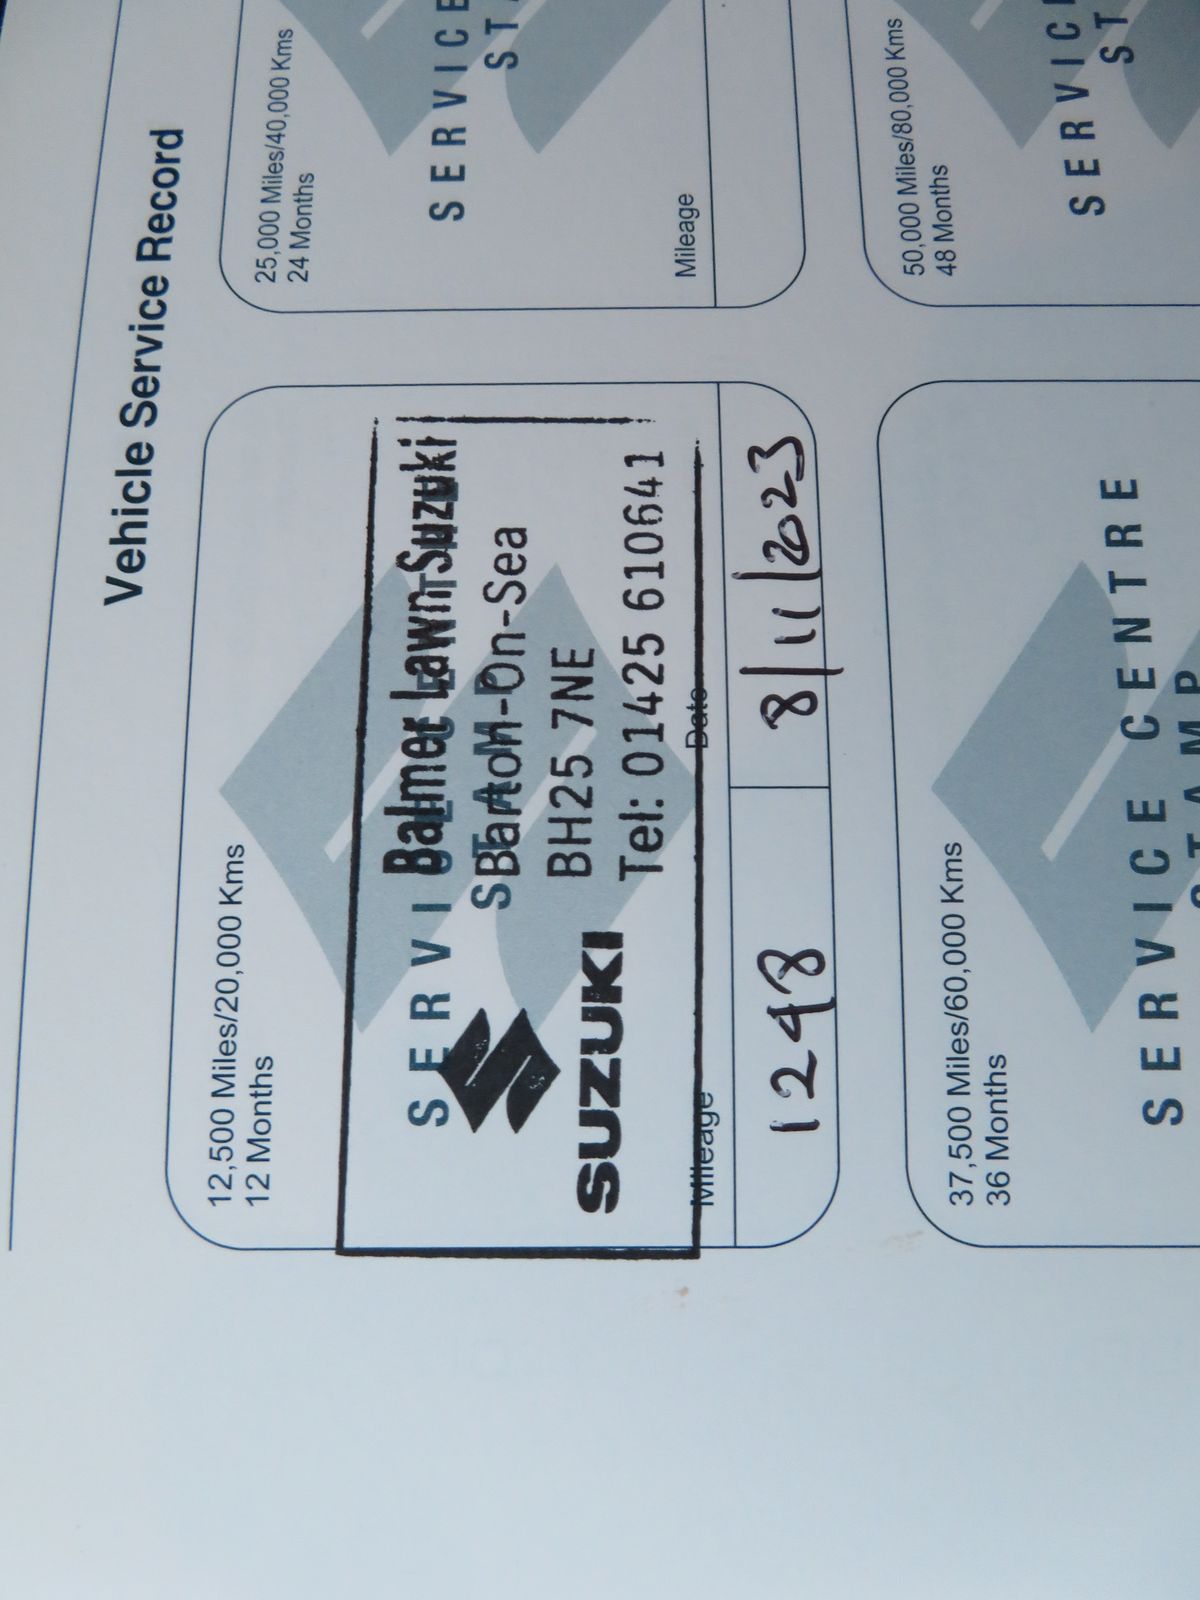 Vehicle Service Record
12,500 Miles/20,000 Kms
12 Months
SERVICE CENTRE
STAMP
Balmer Lawn Suzuki
Barton-On-Sea
BH25 7NE
Tel: 01425 610641
SUZUKI
Mileage
Date
1248
8/11/2023
25,000 Miles/40,000 Kms
24 Months
SERVICE
STA
Mileage
37,500 Miles/60,000 Kms
36 Months
SERVICE CENTRE
STAMP
50,000 Miles/80,000 Kms
48 Months
SERVICE
ST